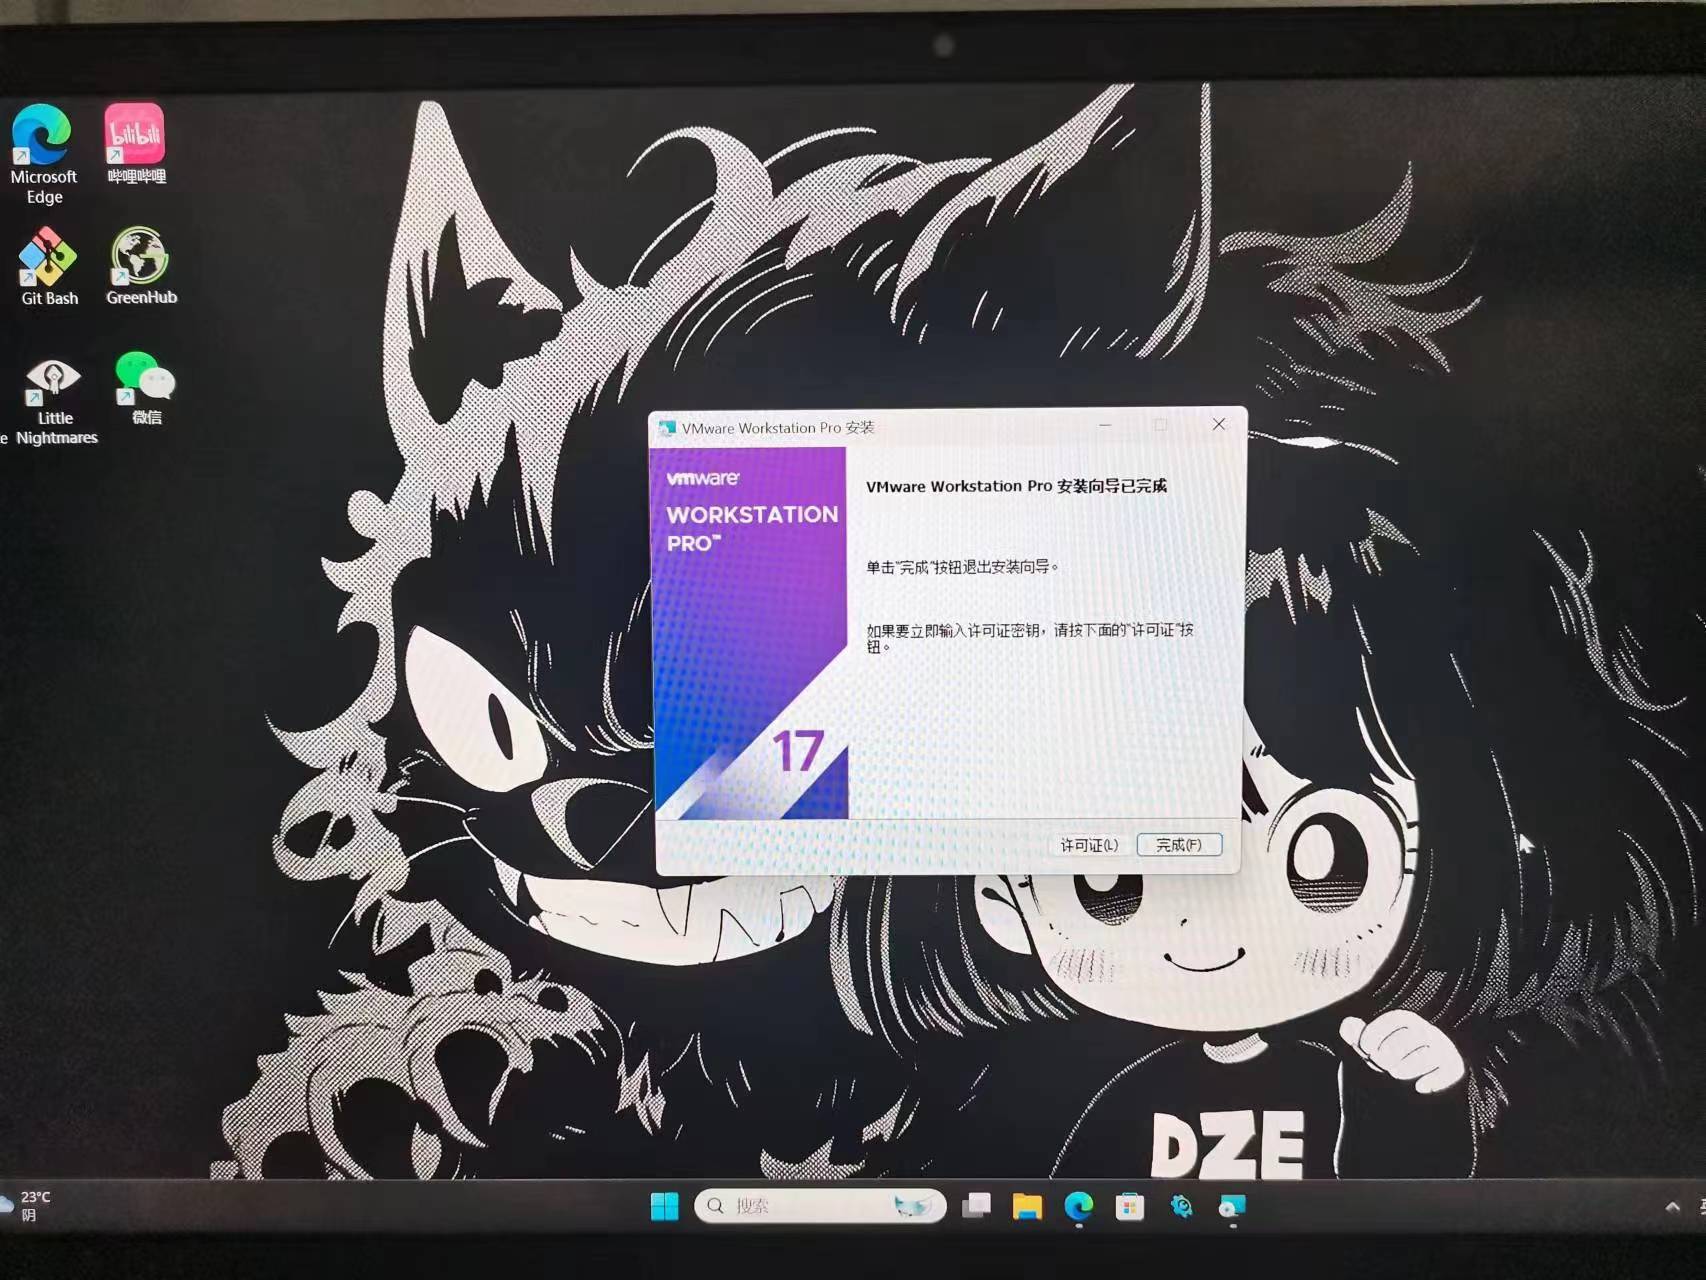 Microsoft
Edge
bilibili
哔哩哔哩
Git Bash
GreenHub
Little
Nightmares
微信
VMware Workstation Pro 安装
vmware
WORKSTATION
PRO™
17
VMware Workstation Pro 安装向导已完成
单击“完成”按钮退出安装向导。
如果要立即输入许可证密钥，请按下面的“许可证”按
钮。
许可证(L)
完成(F)
DZE
23°C
阴
搜索